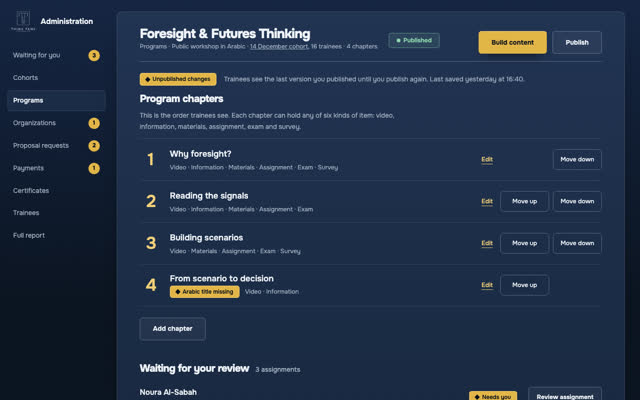 THINK FENI
Administration
Waiting for you 3
Cohorts
Programs
Organizations 1
Proposal requests 2
Payments 1
Certificates
Trainees
Full report
Foresight & Futures Thinking
Programs · Public workshop in Arabic · 14 December cohort, 16 trainees · 4 chapters
Published
Build content
Publish
Unpublished changes
Trainees see the last version you published until you publish again. Last saved yesterday at 16:40.
Program chapters
This is the order trainees see. Each chapter can hold any of six kinds of item: video,
information, materials, assignment, exam and survey.
1 Why foresight? Edit Move down
Video · Information · Materials · Assignment · Exam · Survey
2 Reading the signals Edit Move up Move down
Video · Information · Materials · Assignment · Exam
3 Building scenarios Edit Move up Move down
Video · Materials · Assignment · Exam · Survey
4 From scenario to decision Edit Move up
Arabic title missing Video · Information
Add chapter
Waiting for your review 3 assignments
Noura Al-Sabah Needs you Review assignment